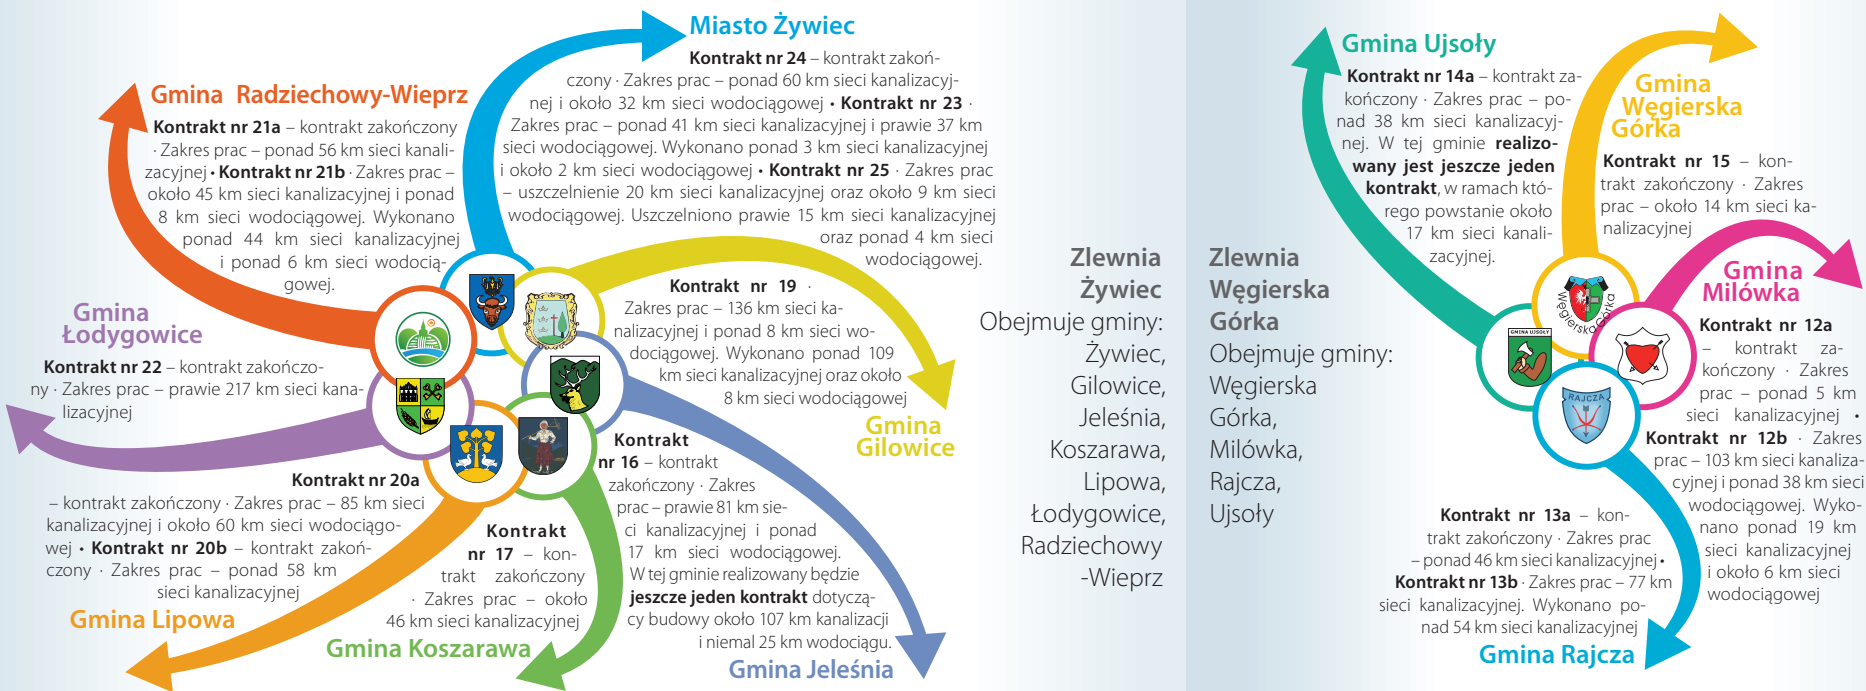 Miasto Żywiec
Kontrakt nr 24 – kontrakt zakoń-
czony · Zakres prac – ponad 60 km sieci kanalizacyj-
nej i około 32 km sieci wodociągowej • Kontrakt nr 23 ·
Zakres prac – ponad 41 km sieci kanalizacyjnej i prawie 37 km
sieci wodociągowej. Wykonano ponad 3 km sieci kanalizacyjnej
i około 2 km sieci wodociągowej • Kontrakt nr 25 · Zakres prac
– uszczelnienie 20 km sieci kanalizacyjnej oraz około 9 km sieci
wodociągowej. Uszczelniono prawie 15 km sieci kanalizacyjnej
oraz ponad 4 km sieci
wodociągowej.
Gmina Radziechowy-Wieprz
Kontrakt nr 21a – kontrakt zakończony
· Zakres prac – ponad 56 km sieci kanali-
zacyjnej • Kontrakt nr 21b · Zakres prac –
około 45 km sieci kanalizacyjnej i ponad
8 km sieci wodociągowej. Wykonano
ponad 44 km sieci kanalizacyjnej
i ponad 6 km sieci wodocią-
gowej.
Gmina
Łodygowice
Kontrakt nr 22 – kontrakt zakończo-
ny · Zakres prac – prawie 217 km sieci kana-
lizacyjnej
Kontrakt nr 20a
– kontrakt zakończony · Zakres prac – 85 km sieci
kanalizacyjnej i około 60 km sieci wodociągo-
wej • Kontrakt nr 20b – kontrakt zakoń-
czony · Zakres prac – ponad 58 km
sieci kanalizacyjnej
Gmina Lipowa
Kontrakt
nr 17 – kon-
trakt zakończony
· Zakres prac – około
46 km sieci kanalizacyjnej
Gmina Koszarawa
Kontrakt
nr 16 – kontrakt
zakończony · Zakres
prac – prawie 81 km sie-
ci kanalizacyjnej i ponad
17 km sieci wodociągowej.
W tej gminie realizowany będzie
jeszcze jeden kontrakt dotyczą-
cy budowy około 107 km kanalizacji
i niemal 25 km wodociągu.
Gmina Jeleśnia
Kontrakt nr 19 ·
Zakres prac – 136 km sieci ka-
nalizacyjnej i ponad 8 km sieci wo-
dociągowej. Wykonano ponad 109
km sieci kanalizacyjnej oraz około
8 km sieci wodociągowej
Gmina
Gilowice
Zlewnia
Żywiec
Obejmuje gminy:
Żywiec,
Gilowice,
Jeleśnia,
Koszarawa,
Lipowa,
Łodygowice,
Radziechowy
-Wieprz
Zlewnia
Węgierska
Górka
Obejmuje gminy:
Węgierska
Górka,
Milówka,
Rajcza,
Ujsoły
Gmina Ujsoły
Kontrakt nr 14a – kontrakt za-
kończony · Zakres prac – po-
nad 38 km sieci kanalizacyj-
nej. W tej gminie realizo-
wany jest jeszcze jeden
kontrakt, w ramach któ-
rego powstanie około
17 km sieci kanali-
zacyjnej.
Gmina
Węgierska
Górka
Kontrakt nr 15 – kon-
trakt zakończony · Zakres
prac – około 14 km sieci ka-
nalizacyjnej
Gmina
Milówka
Kontrakt nr 12a
– kontrakt za-
kończony · Zakres
prac – ponad 5 km
sieci kanalizacyjnej •
Kontrakt nr 12b · Zakres
prac – 103 km sieci kanaliza-
cyjnej i ponad 38 km sieci
wodociągowej. Wyko-
nano ponad 19 km
sieci kanalizacyjnej
i około 6 km sieci
wodociągowej
Węgierska Górka
GMINA UJSOŁY
RAJCZA
Kontrakt nr 13a – kon-
trakt zakończony · Zakres prac
– ponad 46 km sieci kanalizacyjnej •
Kontrakt nr 13b · Zakres prac – 77 km
sieci kanalizacyjnej. Wykonano po-
nad 54 km sieci kanalizacyjnej
Gmina Rajcza